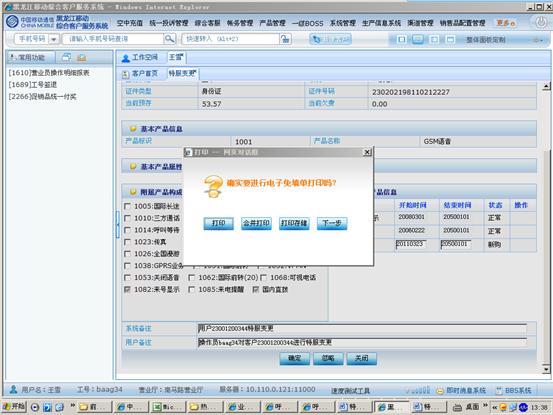 黑龙江移动综合客户服务系统 - Windows Internet Explorer
中国移动通信 CHINA MOBILE 黑龙江移动 综合客户服务系统 空中充值 统一投诉管理 综合客服 帐务管理 产品管理 一级BOSS 系统管理 生产信息系统 渠道管理 销售品配置管理 更多
手机号码 请输入手机号码查询 快速转入 (Alt+2) 整体面板定制
常用功能 工作空间 王雪
[1610]营业员操作明细报表 客户首页 特服变更
[1689]工号签退
[2266]促销品统一付奖
证件类型 身份证 证件号码 230202198110212227
当前预存 53.57 当前欠费 0.00
基本产品信息
产品标识 1001 产品名称 GSM语音
打印 -- 网页对话框
确实要进行电子免填单打印吗?
打印 合并打印 打印存储 下一步
基本产品属性
附属产品构成 产品信息
开始时间 结束时间 状态 操作
1005:国际长途
1010:三方通话 示 20080301 20500101 正常
1014:呼叫等待 20080222 20500101 正常
1023:传真 20110323 20500101 新购
1026:全国漫游
1038:GPRS业务
1053:关闭语音 1062:国际前转(20) 1068:可视电话
1082:来号显示 1085:来电提醒 国内直拨
系统备注 用户23001200344特服变更
用户备注 操作员baag34对客户23001200344进行特服变更
确定 忽略 关闭
用户名:王雪 工号:baag34 营业厅:南马路营业厅 服务器:10.110.0.121:11000 速度测试工具 即时消息系统 BBS系统
开始 桌面 13:38